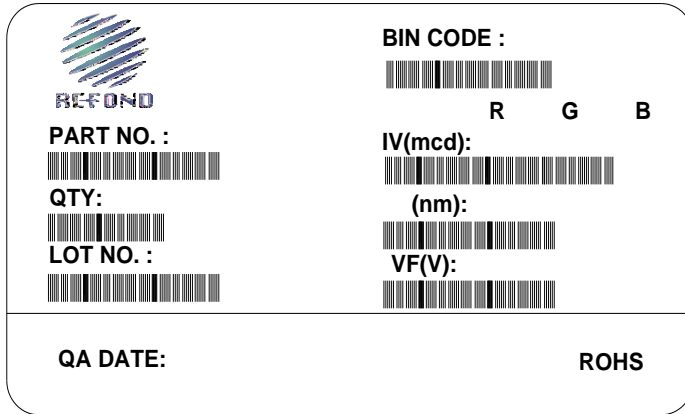 REFOND
PART NO. :
QTY:
LOT NO. :
BIN CODE :
R G B
IV(mcd):
(nm):
VF(V):
QA DATE:
ROHS